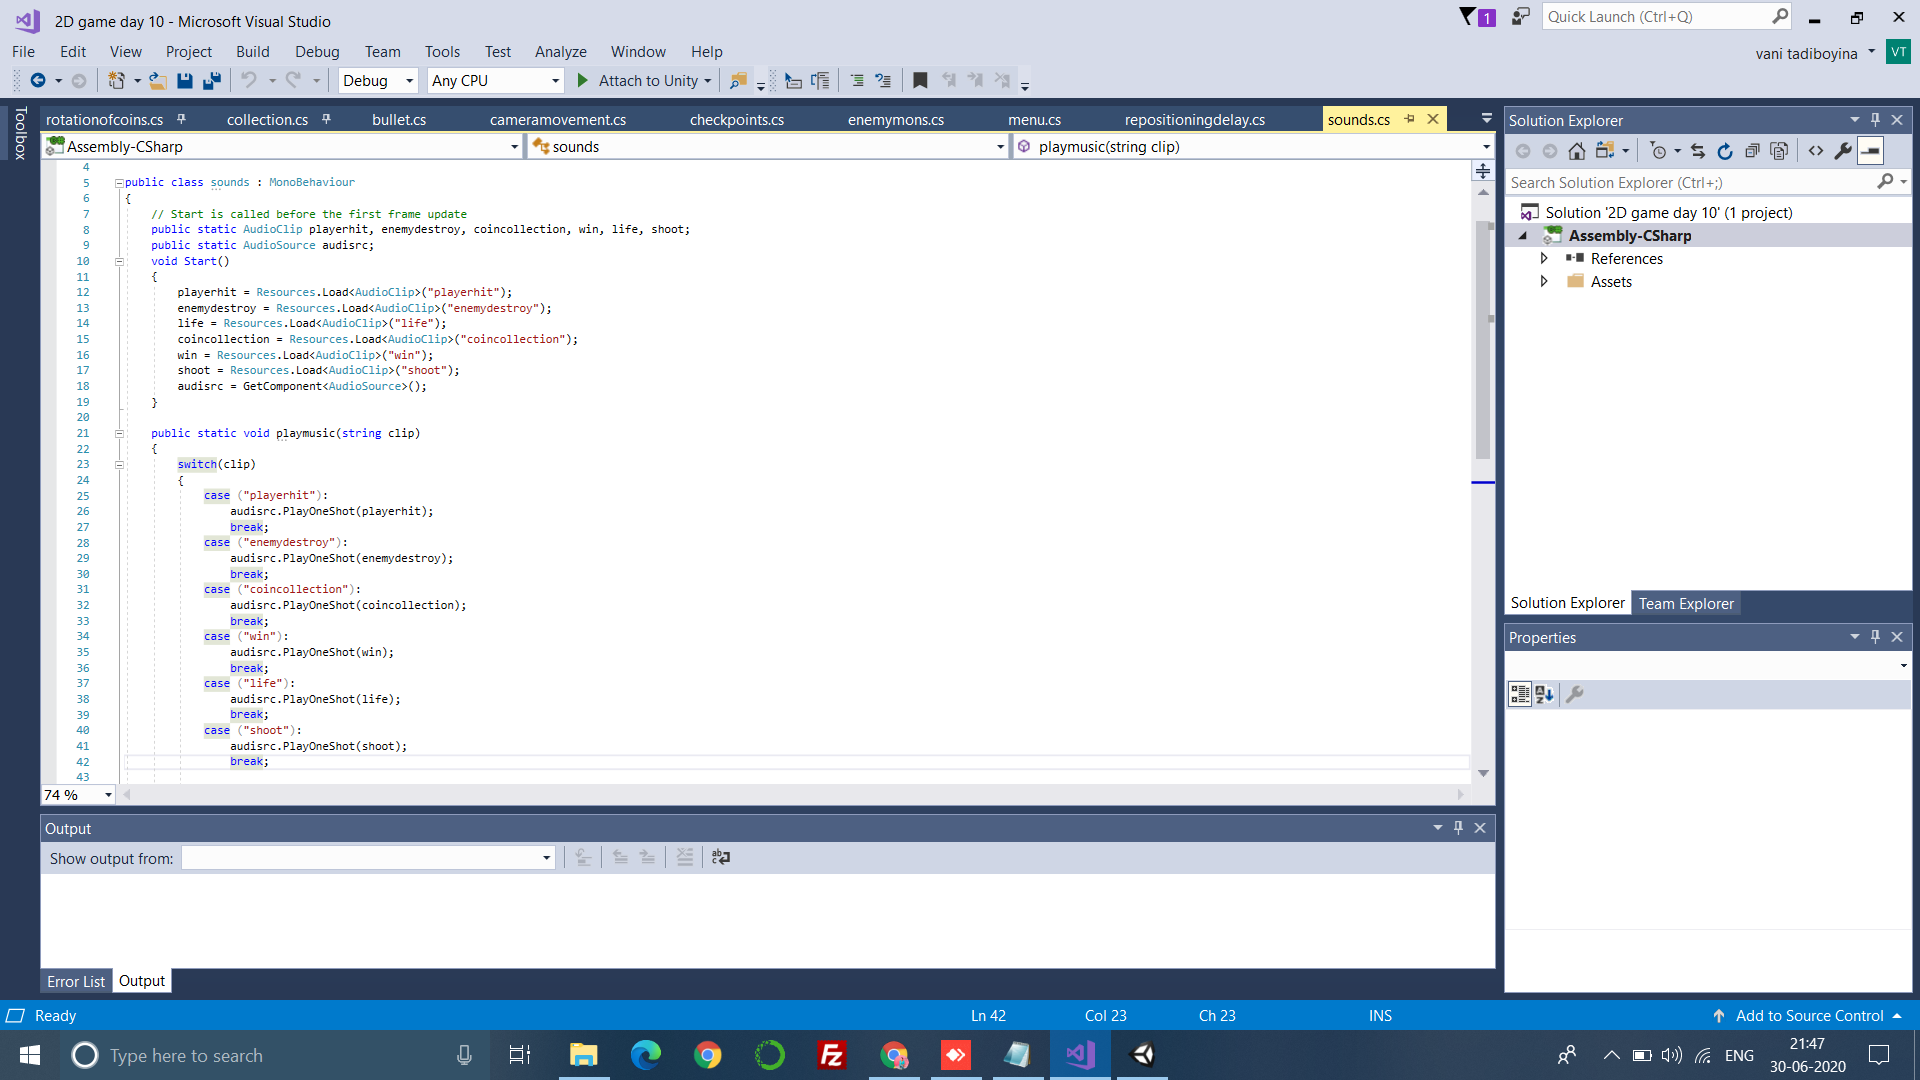 2D game day 10 - Microsoft Visual Studio
1
Quick Launch (Ctrl+Q)
File Edit View Project Build Debug Team Tools Test Analyze Window Help
vani tadiboyina VT
Debug Any CPU Attach to Unity
Toolbox
rotationofcoins.cs collection.cs bullet.cs cameramovement.cs checkpoints.cs enemymons.cs menu.cs repositioningdelay.cs sounds.cs
Assembly-CSharp sounds playmusic(string clip)
4
5 public class sounds : MonoBehaviour
6 {
7 // Start is called before the first frame update
8 public static AudioClip playerhit, enemydestroy, coincollection, win, life, shoot;
9 public static AudioSource audisrc;
10 void Start()
11 {
12 playerhit = Resources.Load<AudioClip>("playerhit");
13 enemydestroy = Resources.Load<AudioClip>("enemydestroy");
14 life = Resources.Load<AudioClip>("life");
15 coincollection = Resources.Load<AudioClip>("coincollection");
16 win = Resources.Load<AudioClip>("win");
17 shoot = Resources.Load<AudioClip>("shoot");
18 audisrc = GetComponent<AudioSource>();
19 }
20
21 public static void playmusic(string clip)
22 {
23 switch(clip)
24 {
25 case ("playerhit"):
26 audisrc.PlayOneShot(playerhit);
27 break;
28 case ("enemydestroy"):
29 audisrc.PlayOneShot(enemydestroy);
30 break;
31 case ("coincollection"):
32 audisrc.PlayOneShot(coincollection);
33 break;
34 case ("win"):
35 audisrc.PlayOneShot(win);
36 break;
37 case ("life"):
38 audisrc.PlayOneShot(life);
39 break;
40 case ("shoot"):
41 audisrc.PlayOneShot(shoot);
42 break;
43
74 %
Output
Show output from:
Error List Output
Solution Explorer
Search Solution Explorer (Ctrl+;)
Solution '2D game day 10' (1 project)
Assembly-CSharp
References
Assets
Solution Explorer Team Explorer
Properties
Ready Ln 42 Col 23 Ch 23 INS Add to Source Control
Type here to search
ENG
21:47
30-06-2020